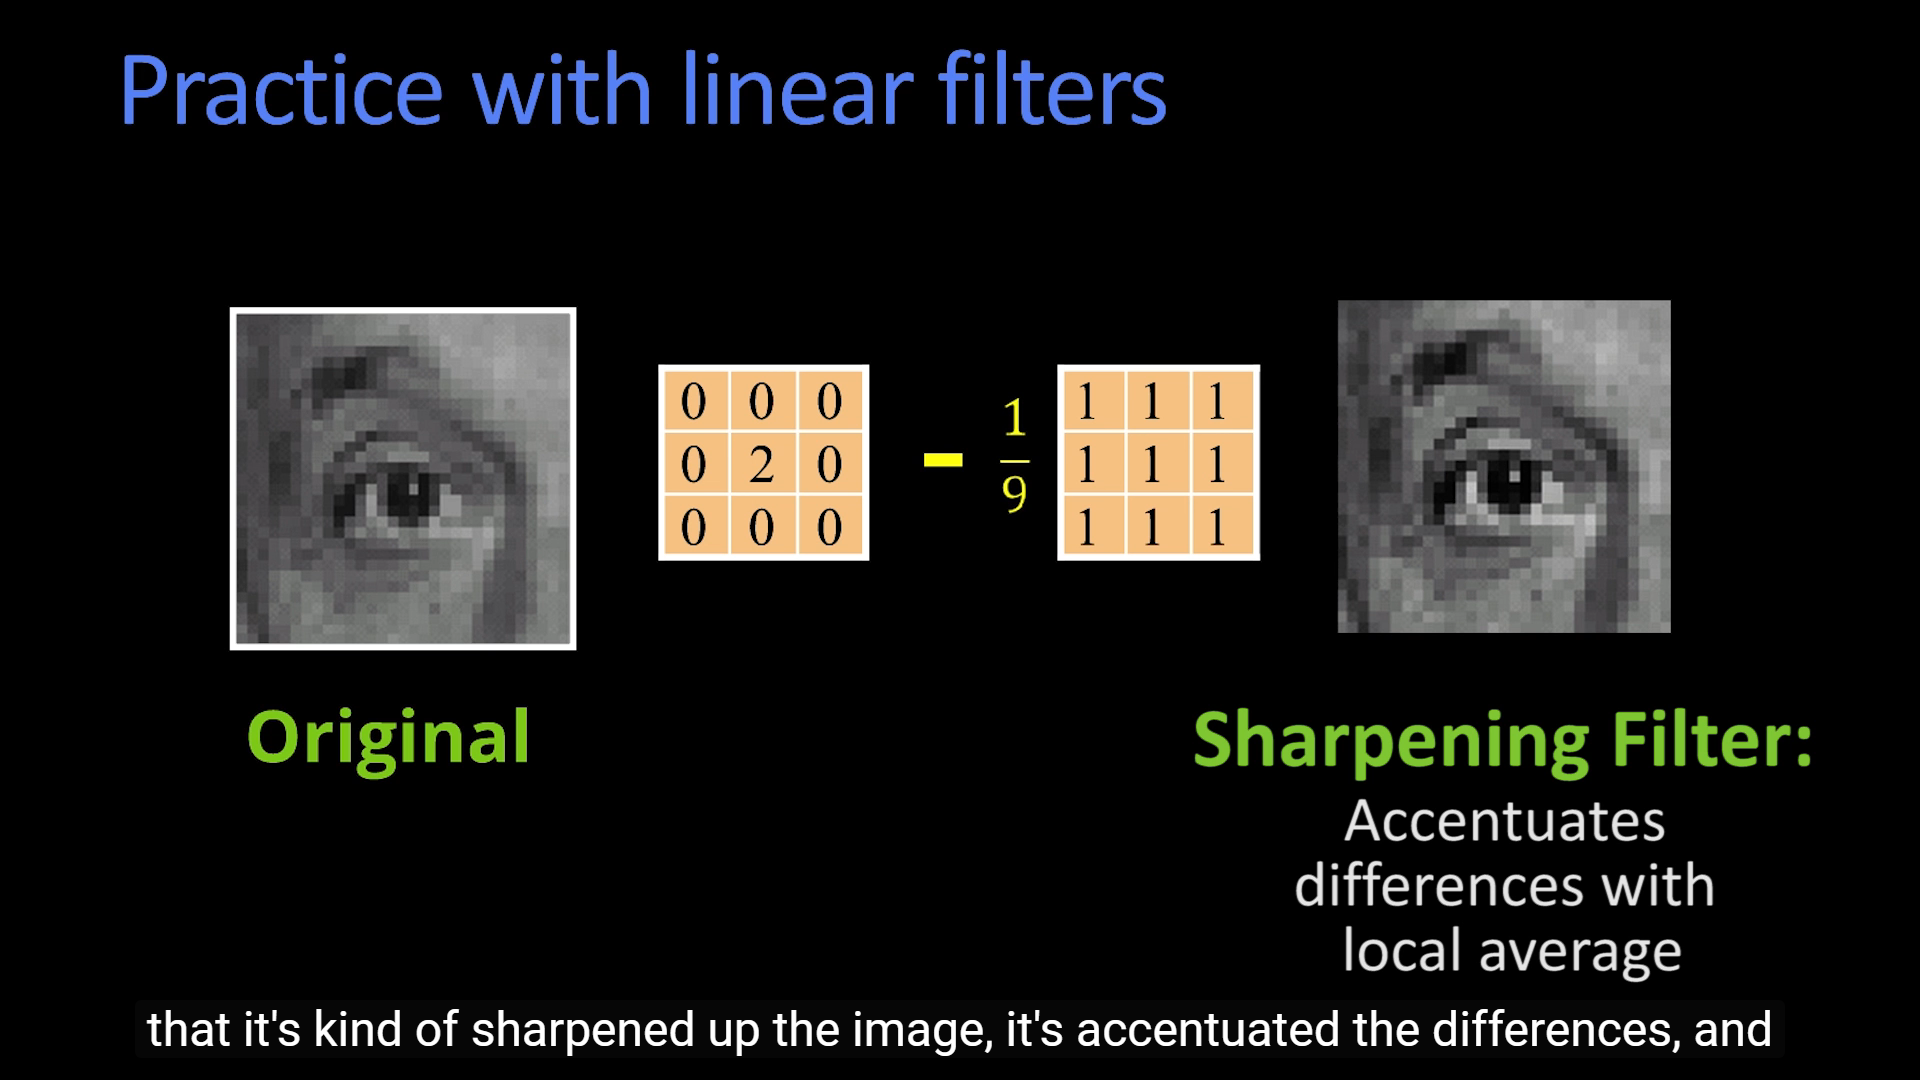 Practice with linear filters
0 0 0
0 2 0
0 0 0
-
1
9
1 1 1
1 1 1
1 1 1
Original
Sharpening Filter:
Accentuates
differences with
local average
that it's kind of sharpened up the image, it's accentuated the differences, and